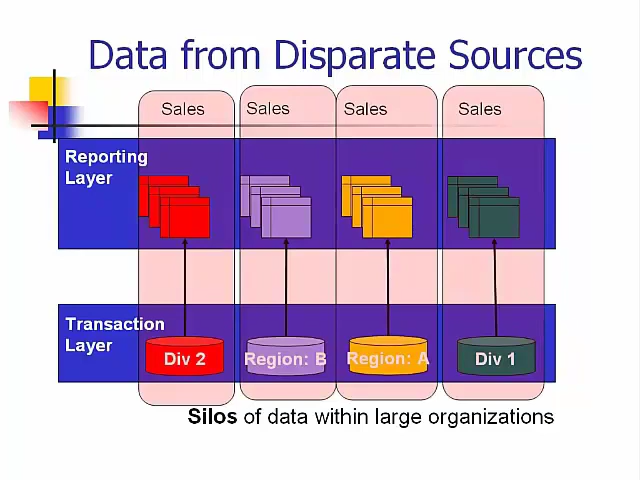 Data from Disparate Sources
Sales Sales Sales Sales
Reporting
Layer
Transaction
Layer
Div 2 Region: B Region: A Div 1
Silos of data within large organizations